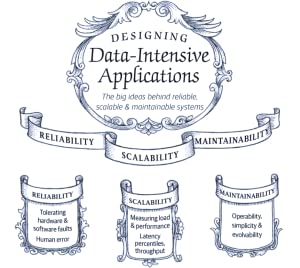 DESIGNING
Data-Intensive
Applications
The big ideas behind reliable,
scalable & maintainable systems
RELIABILITY
SCALABILITY
MAINTAINABILITY
RELIABILITY
Tolerating
hardware &
software faults
Human error
SCALABILITY
Measuring load
& performance
Latency
percentiles,
throughput
MAINTAINABILITY
Operability,
simplicity &
evolvability